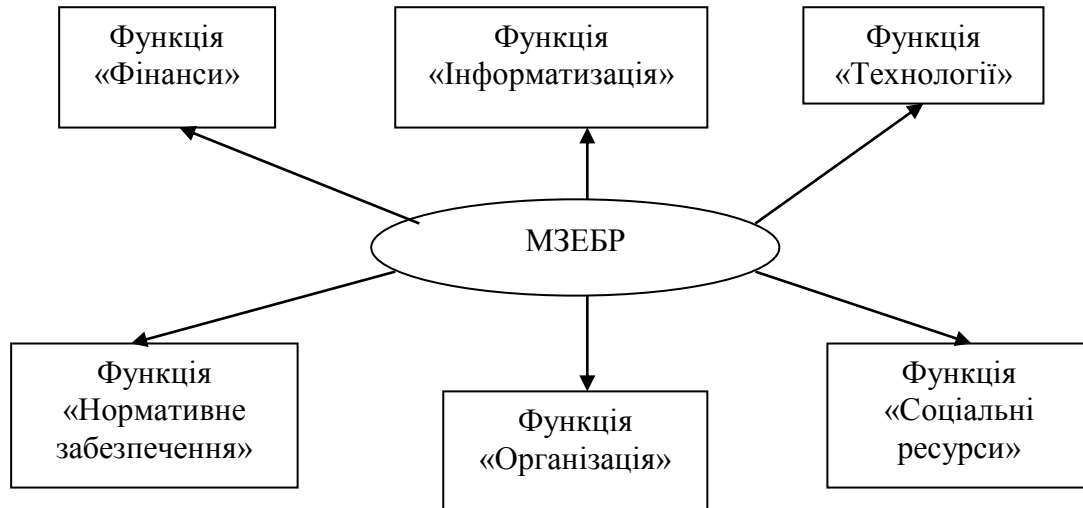 Функція
«Фінанси»
Функція
«Інформатизація»
Функція
«Технології»
МЗЕБР
Функція
«Нормативне
забезпечення»
Функція
«Організація»
Функція
«Соціальні
ресурси»